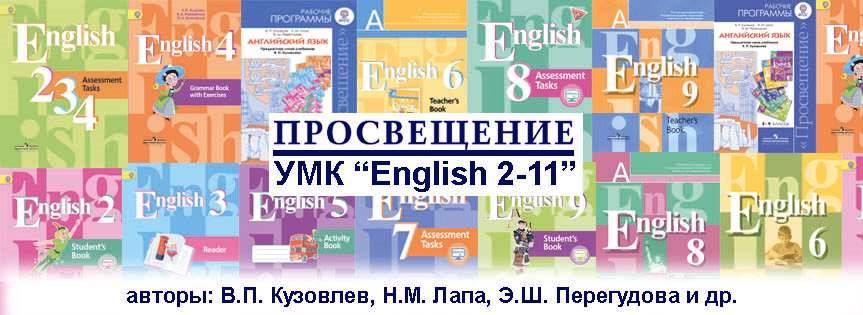 English
2 3 4
Assessment
Tasks
English
4
Grammar Book
with Exercises
РАБОЧИЕ
ПРОГРАММЫ
АНГЛИЙСКИЙ ЯЗЫК
English
6
Teacher's
Book
English
8
Assessment
Tasks
English
9
Teacher's
Book
РАБОЧИЕ
ПРОГРАММЫ
АНГЛИЙСКИЙ ЯЗЫК
«Просвещение»
ПРОСВЕЩЕНИЕ
УМК “English 2-11”
English
2
Student's
Book
English
3
Reader
English
5
Activity
Book
English
7
Assessment
Tasks
English
9
Student's
Book
English
8
English
6
авторы: В.П. Кузовлев, Н.М. Лапа, Э.Ш. Перегудова и др.